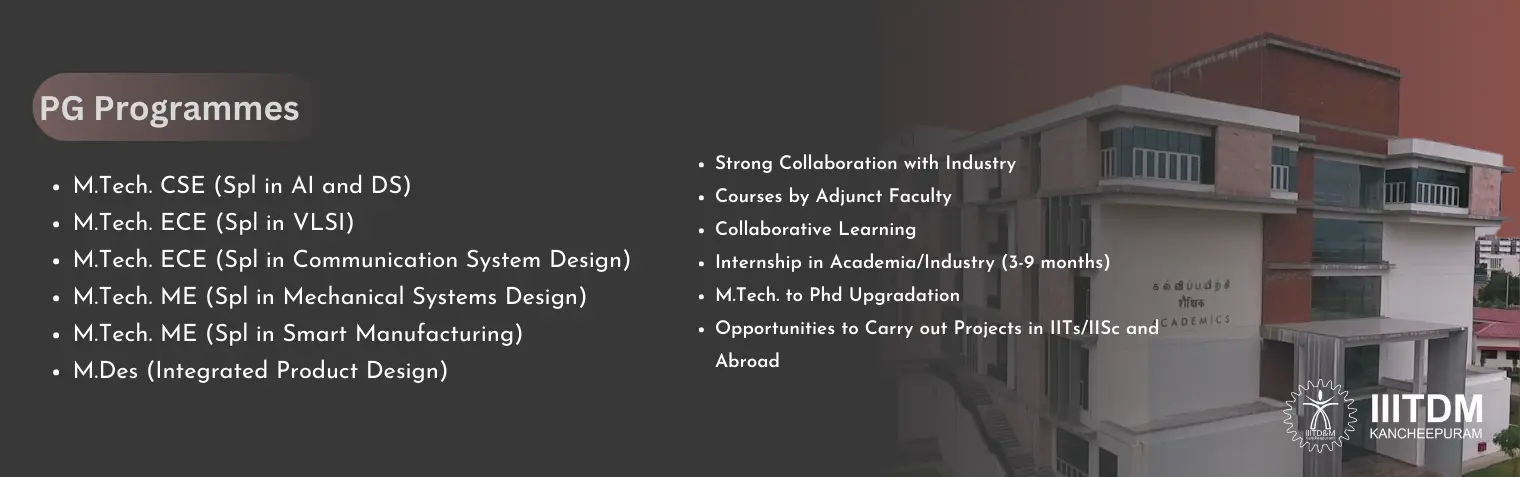 PG Programmes
• M.Tech. CSE (Spl in AI and DS)
• M.Tech. ECE (Spl in VLSI)
• M.Tech. ECE (Spl in Communication System Design)
• M.Tech. ME (Spl in Mechanical Systems Design)
• M.Tech. ME (Spl in Smart Manufacturing)
• M.Des (Integrated Product Design)
• Strong Collaboration with Industry
• Courses by Adjunct Faculty
• Collaborative Learning
• Internship in Academia/Industry (3-9 months)
• M.Tech. to Phd Upgradation
• Opportunities to Carry out Projects in IITs/IISc and
Abroad
கல்விப்பயிற்சி
शैक्षिक
ACADEMICS
IIITD&M
Kancheepuram
IIITDM
KANCHEEPURAM